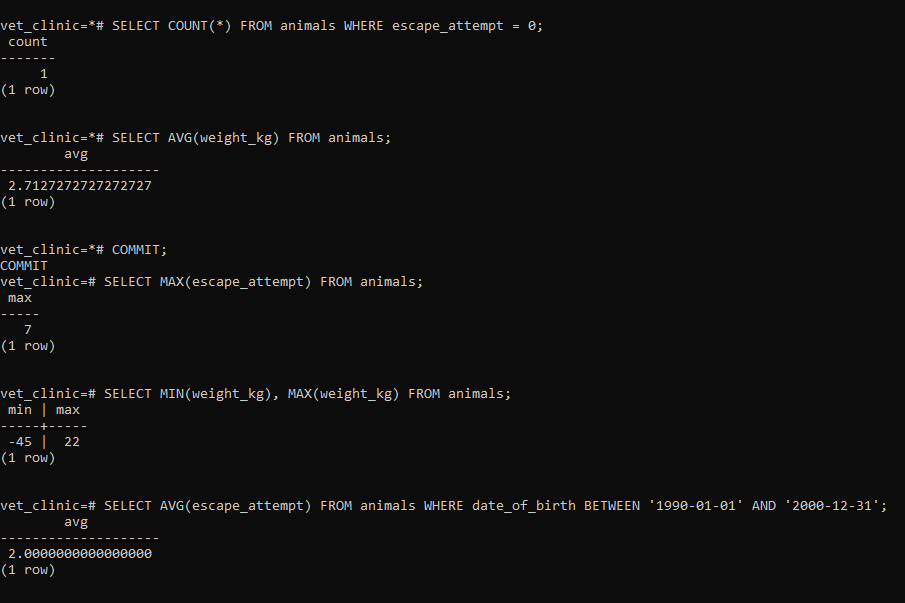 vet_clinic=*# SELECT COUNT(*) FROM animals WHERE escape_attempt = 0;
 count
-------
     1
(1 row)

vet_clinic=*# SELECT AVG(weight_kg) FROM animals;
        avg
--------------------
 2.7127272727272727
(1 row)

vet_clinic=*# COMMIT;
COMMIT
vet_clinic=# SELECT MAX(escape_attempt) FROM animals;
 max
-----
   7
(1 row)

vet_clinic=# SELECT MIN(weight_kg), MAX(weight_kg) FROM animals;
 min | max
-----+-----
 -45 |  22
(1 row)

vet_clinic=# SELECT AVG(escape_attempt) FROM animals WHERE date_of_birth BETWEEN '1990-01-01' AND '2000-12-31';
        avg
--------------------
 2.0000000000000000
(1 row)